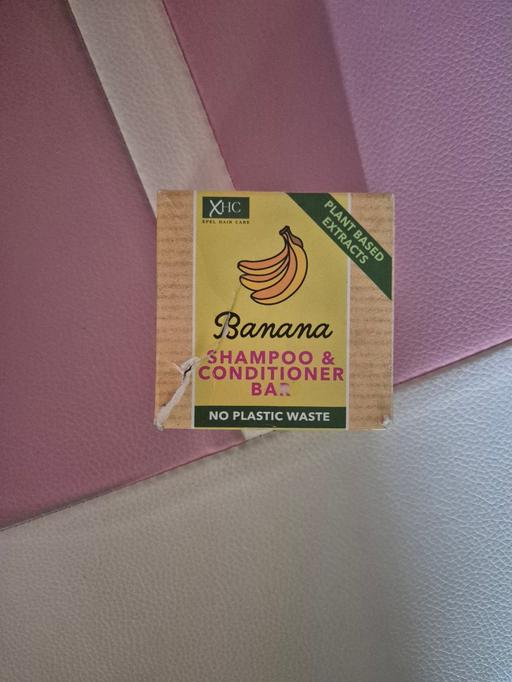 XHC
XPEL HAIR CARE
PLANT BASED
EXTRACTS
Banana
SHAMPOO &
CONDITIONER
BAR
NO PLASTIC WASTE